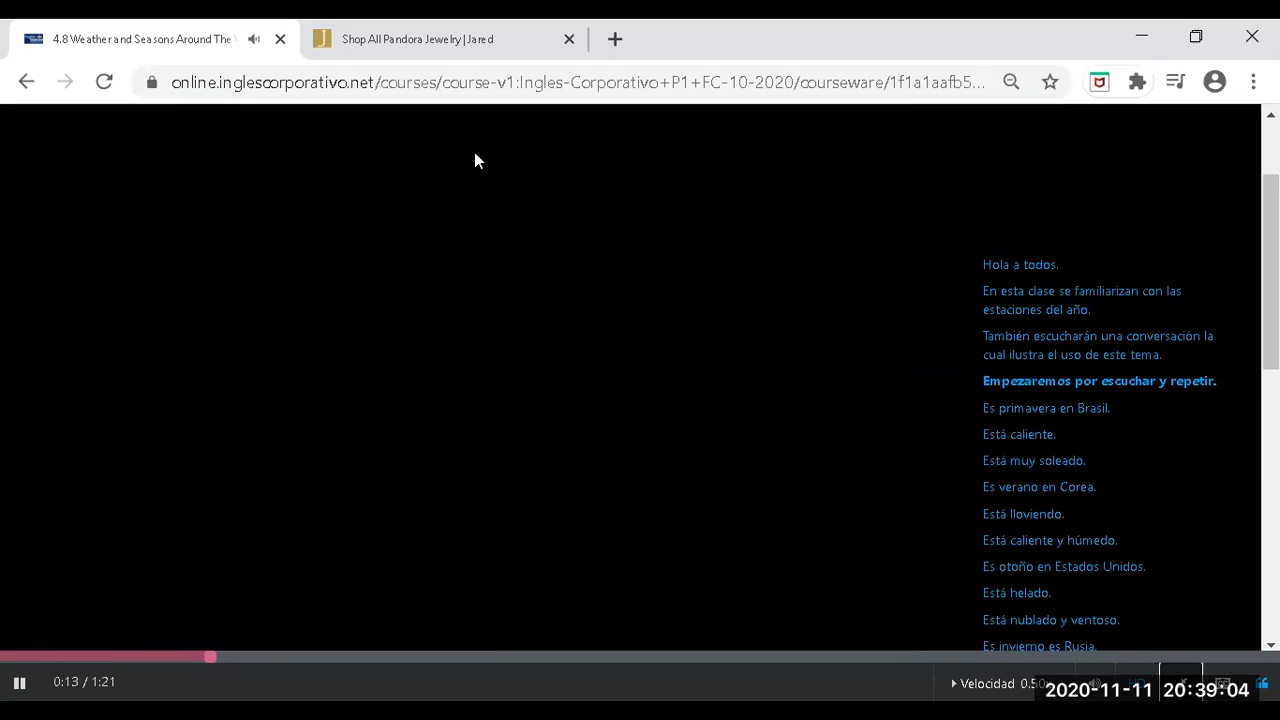 4.8 Weather and Seasons Around The
Shop All Pandora Jewelry | Jared
online.inglescorporativo.net/courses/course-v1:Ingles-Corporativo+P1+FC-10-2020/courseware/1f1a1aafb5...
Hola a todos.
En esta clase se familiarizan con las
estaciones del año.
También escucharán una conversación la
cual ilustra el uso de este tema.
Empezaremos por escuchar y repetir.
Es primavera en Brasil.
Está caliente.
Está muy soleado.
Es verano en Corea.
Está lloviendo.
Está caliente y húmedo.
Es otoño en Estados Unidos.
Está helado.
Está nublado y ventoso.
Es invierno es Rusia.
0:13 / 1:21
Velocidad 0.50x
HD
2020-11-11 20:39:04